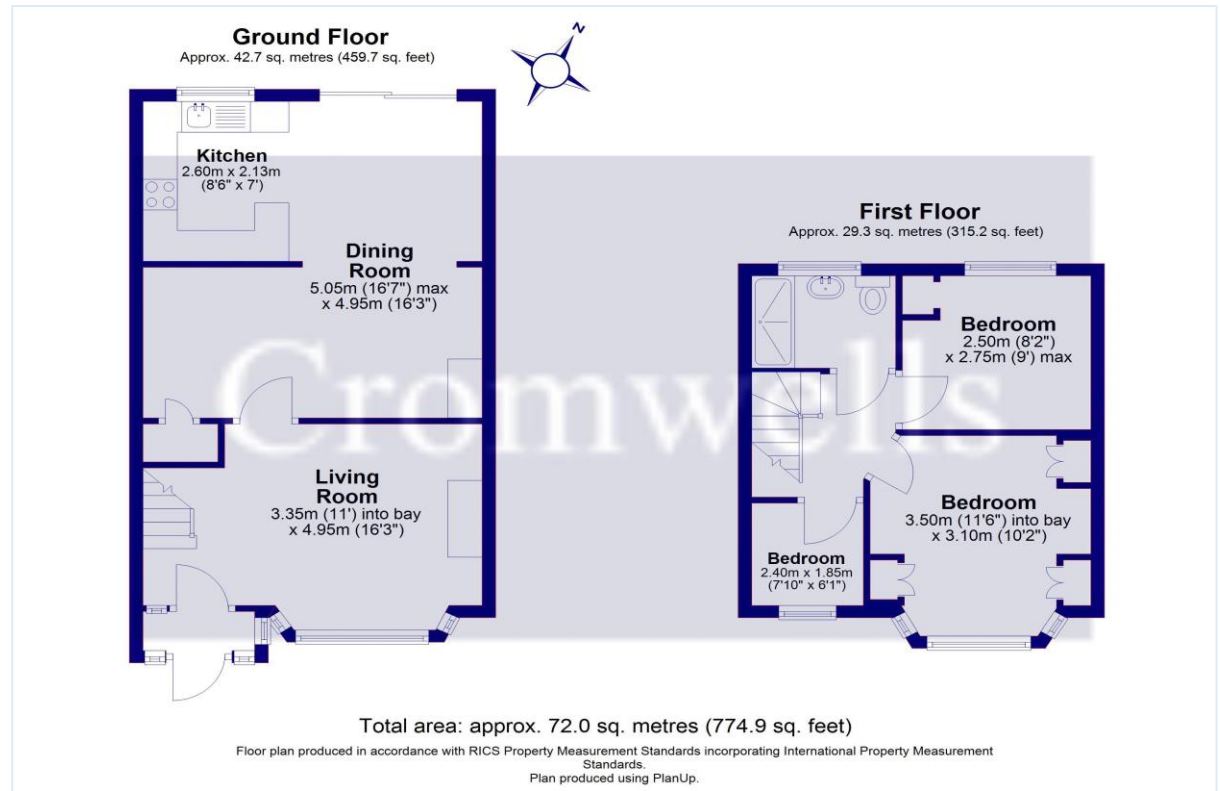 Ground Floor
Approx. 42.7 sq. metres (459.7 sq. feet)
N
Kitchen
2.60m x 2.13m
(8'6" x 7')
Dining
Room
5.05m (16'7") max
x 4.95m (16'3")
Living
Room
3.35m (11') into bay
x 4.95m (16'3")
First Floor
Approx. 29.3 sq. metres (315.2 sq. feet)
Bedroom
2.50m (8'2")
x 2.75m (9') max
Bedroom
3.50m (11'6") into bay
x 3.10m (10'2")
Bedroom
2.40m x 1.85m
(7'10" x 6'1")
Cromwells
Total area: approx. 72.0 sq. metres (774.9 sq. feet)
Floor plan produced in accordance with RICS Property Measurement Standards incorporating International Property Measurement
Standards.
Plan produced using PlanUp.